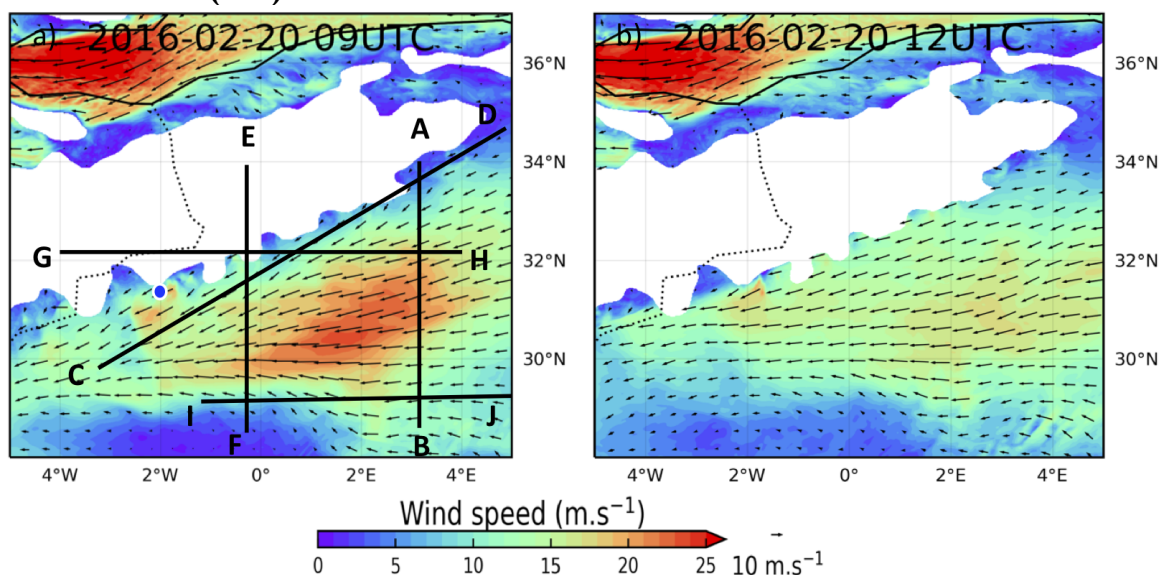 a) 2016-02-20 09UTC
b) 2016-02-20 12UTC
36°N
36°N
D
A
E
34°N
34°N
G
H
32°N
32°N
30°N
30°N
C
I
J
F
B
4°W 2°W 0° 2°E 4°E
4°W 2°W 0° 2°E 4°E
Wind speed (m.s⁻¹)
0 5 10 15 20 25
10 m.s⁻¹